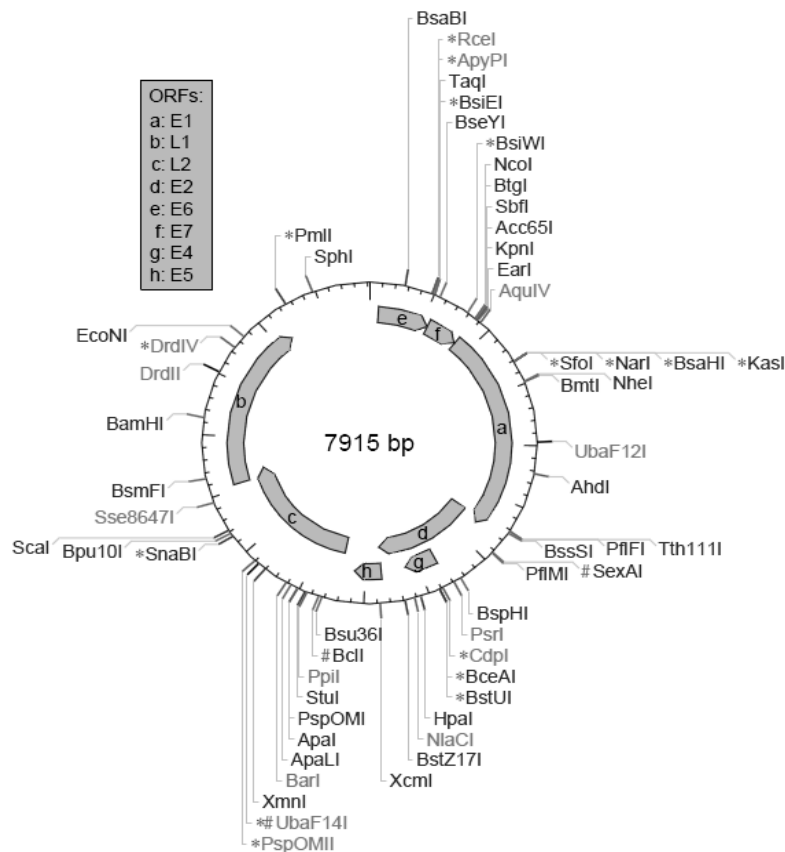 ORFs:
a: E1
b: L1
c: L2
d: E2
e: E6
f: E7
g: E4
h: E5
BsaBI
*RceI
*ApyPI
TaqI
*BsiEI
BseYI
*BsiWI
NcoI
BtgI
SbfI
Acc65I
KpnI
EarI
AquIV
*SfoI *NarI *BsaHI *KasI
BmtI NheI
UbaF12I
AhdI
BssSI PflFI Tth111I
PflMI #SexAI
BspHI
PsrI
*CdpI
*BceAI
*BstUI
HpaI
NlaCI
BstZ17I
XcmI
Bsu36I
#BclI
PpiI
StuI
PspOMI
ApaI
ApaLI
BarI
XmnI
*#UbaF14I
*PspOMII
ScaI Bpu10I *SnaBI
Sse8647I
BsmFI
BamHI
DrdII
*DrdIV
EcoNI
*PmlI
SphI
7915 bp
e
f
a
d
g
h
c
b